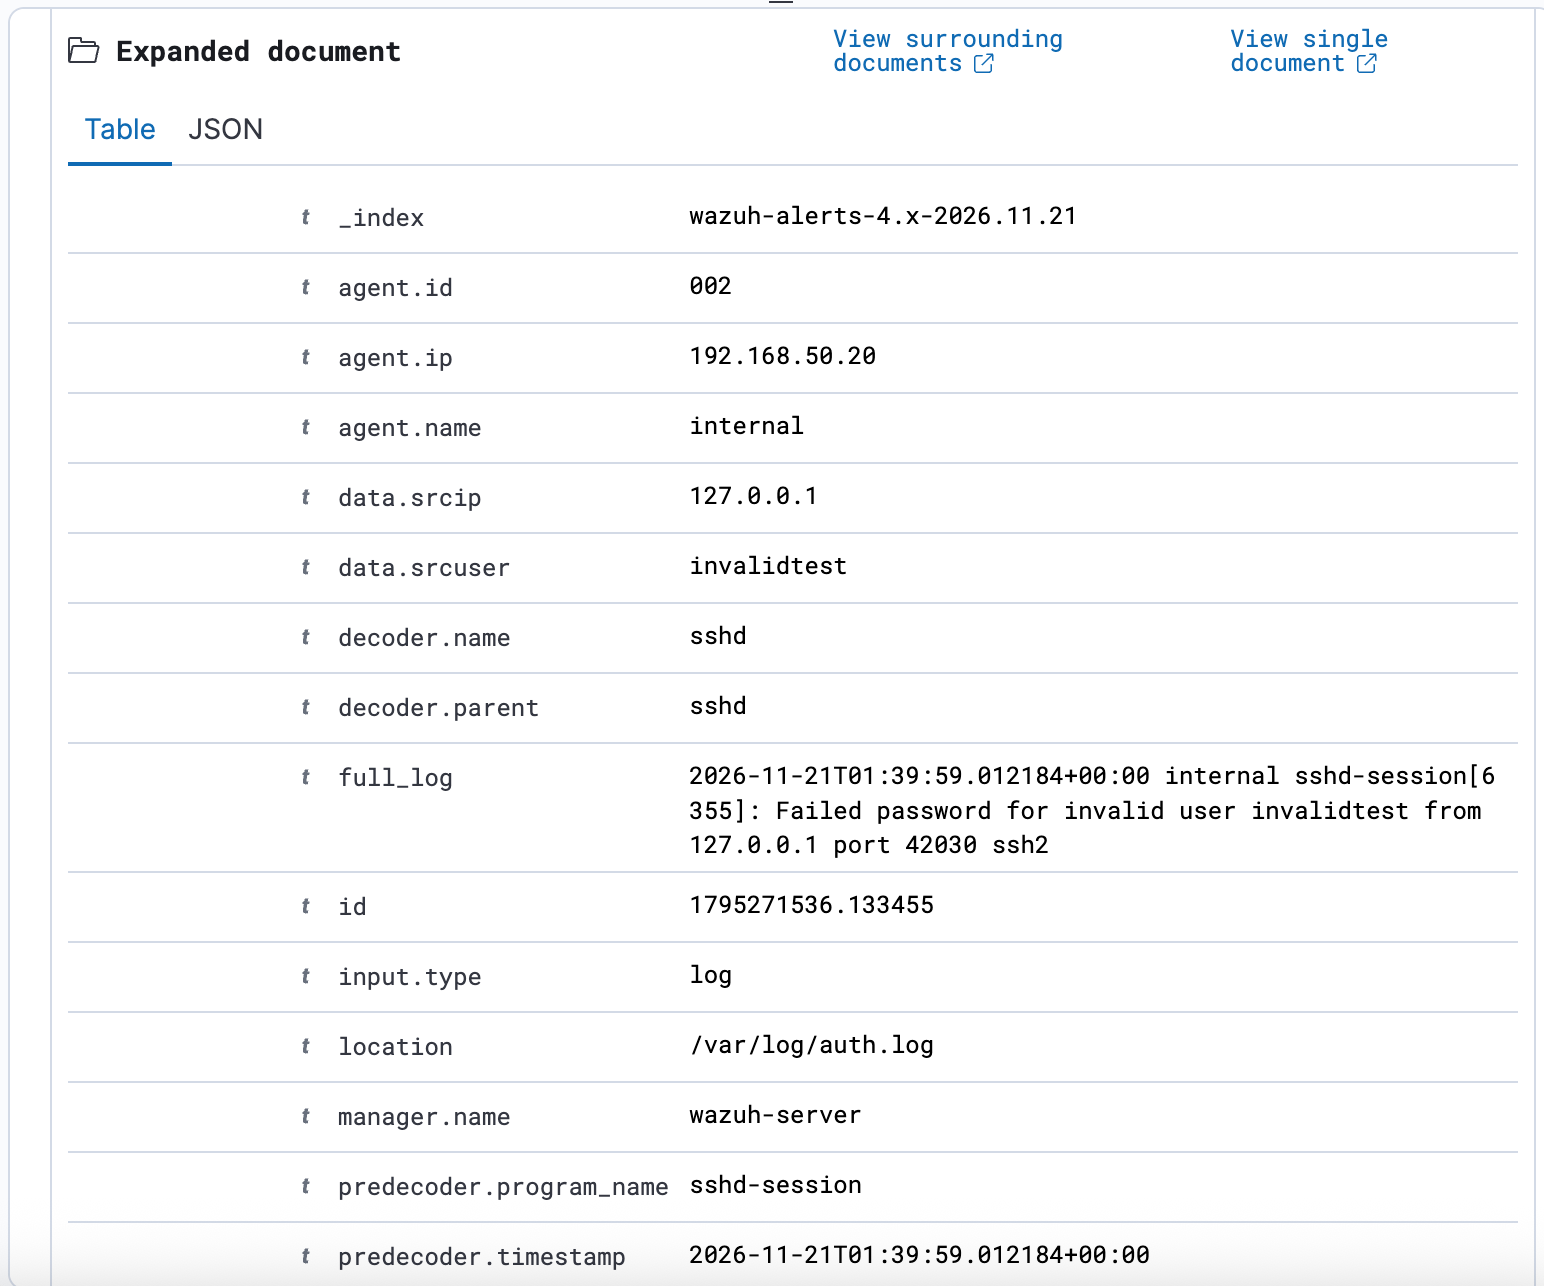 Expanded document
View surrounding
documents
View single
document
Table JSON
t _index wazuh-alerts-4.x-2026.11.21
t agent.id 002
t agent.ip 192.168.50.20
t agent.name internal
t data.srcip 127.0.0.1
t data.srcuser invalidtest
t decoder.name sshd
t decoder.parent sshd
t full_log 2026-11-21T01:39:59.012184+00:00 internal sshd-session[6
355]: Failed password for invalid user invalidtest from
127.0.0.1 port 42030 ssh2
t id 1795271536.133455
t input.type log
t location /var/log/auth.log
t manager.name wazuh-server
t predecoder.program_name sshd-session
t predecoder.timestamp 2026-11-21T01:39:59.012184+00:00